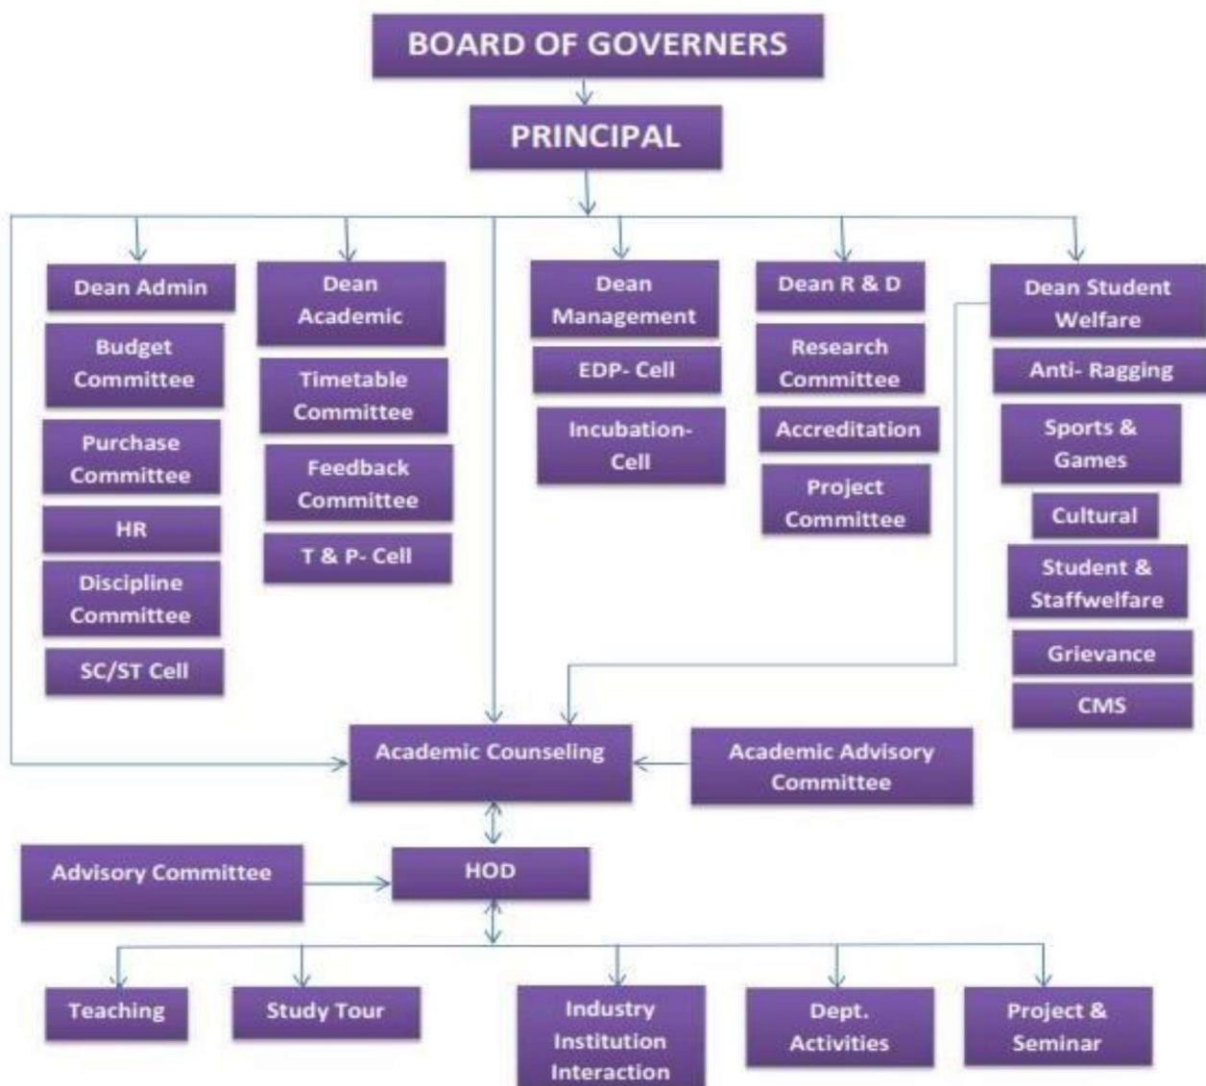 BOARD OF GOVERNERS
PRINCIPAL
Dean Admin
Budget
Committee
Purchase
Committee
HR
Discipline
Committee
SC/ST Cell
Dean
Academic
Timetable
Committee
Feedback
Committee
T & P- Cell
Dean
Management
EDP- Cell
Incubation-
Cell
Dean R & D
Research
Committee
Accreditation
Project
Committee
Dean Student
Welfare
Anti- Ragging
Sports &
Games
Cultural
Student &
Staffwelfare
Grievance
CMS
Academic Counseling
Academic Advisory
Committee
Advisory Committee
HOD
Teaching
Study Tour
Industry
Institution
Interaction
Dept.
Activities
Project &
Seminar